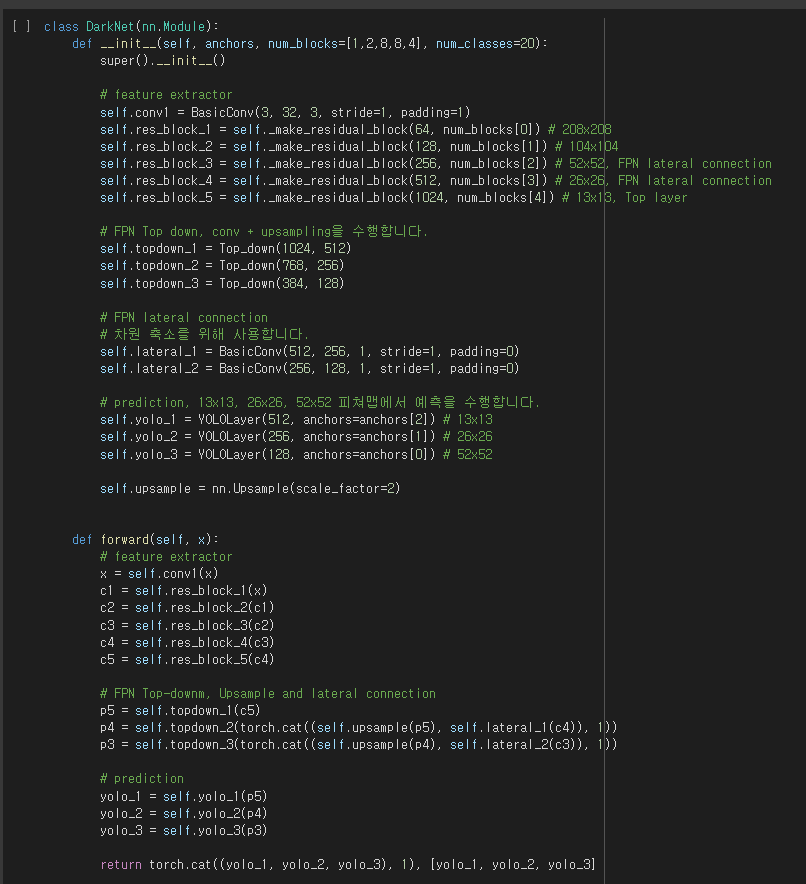 [ ] class DarkNet(nn.Module):
def __init__(self, anchors, num_blocks=[1,2,8,8,4], num_classes=20):
super().__init__()
# feature extractor
self.conv1 = BasicConv(3, 32, 3, stride=1, padding=1)
self.res_block_1 = self._make_residual_block(64, num_blocks[0]) # 208x208
self.res_block_2 = self._make_residual_block(128, num_blocks[1]) # 104x104
self.res_block_3 = self._make_residual_block(256, num_blocks[2]) # 52x52, FPN lateral connection
self.res_block_4 = self._make_residual_block(512, num_blocks[3]) # 26x26, FPN lateral connection
self.res_block_5 = self._make_residual_block(1024, num_blocks[4]) # 13x13, Top layer
# FPN Top down, conv + upsampling을 수행합니다.
self.topdown_1 = Top_down(1024, 512)
self.topdown_2 = Top_down(768, 256)
self.topdown_3 = Top_down(384, 128)
# FPN lateral connection
# 차원 축소를 위해 사용합니다.
self.lateral_1 = BasicConv(512, 256, 1, stride=1, padding=0)
self.lateral_2 = BasicConv(256, 128, 1, stride=1, padding=0)
# prediction, 13x13, 26x26, 52x52 피쳐맵에서 예측을 수행합니다.
self.yolo_1 = YOLOLayer(512, anchors=anchors[2]) # 13x13
self.yolo_2 = YOLOLayer(256, anchors=anchors[1]) # 26x26
self.yolo_3 = YOLOLayer(128, anchors=anchors[0]) # 52x52
self.upsample = nn.Upsample(scale_factor=2)
def forward(self, x):
# feature extractor
x = self.conv1(x)
c1 = self.res_block_1(x)
c2 = self.res_block_2(c1)
c3 = self.res_block_3(c2)
c4 = self.res_block_4(c3)
c5 = self.res_block_5(c4)
# FPN Top-downm, Upsample and lateral connection
p5 = self.topdown_1(c5)
p4 = self.topdown_2(torch.cat((self.upsample(p5), self.lateral_1(c4)), 1))
p3 = self.topdown_3(torch.cat((self.upsample(p4), self.lateral_2(c3)), 1))
# prediction
yolo_1 = self.yolo_1(p5)
yolo_2 = self.yolo_2(p4)
yolo_3 = self.yolo_3(p3)
return torch.cat((yolo_1, yolo_2, yolo_3), 1), [yolo_1, yolo_2, yolo_3]